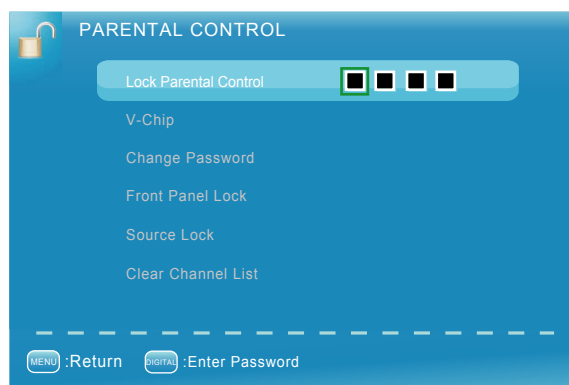 PARENTAL CONTROL
Lock Parental Control
V-Chip
Change Password
Front Panel Lock
Source Lock
Clear Channel List
MENU :Return DIGITAL :Enter Password